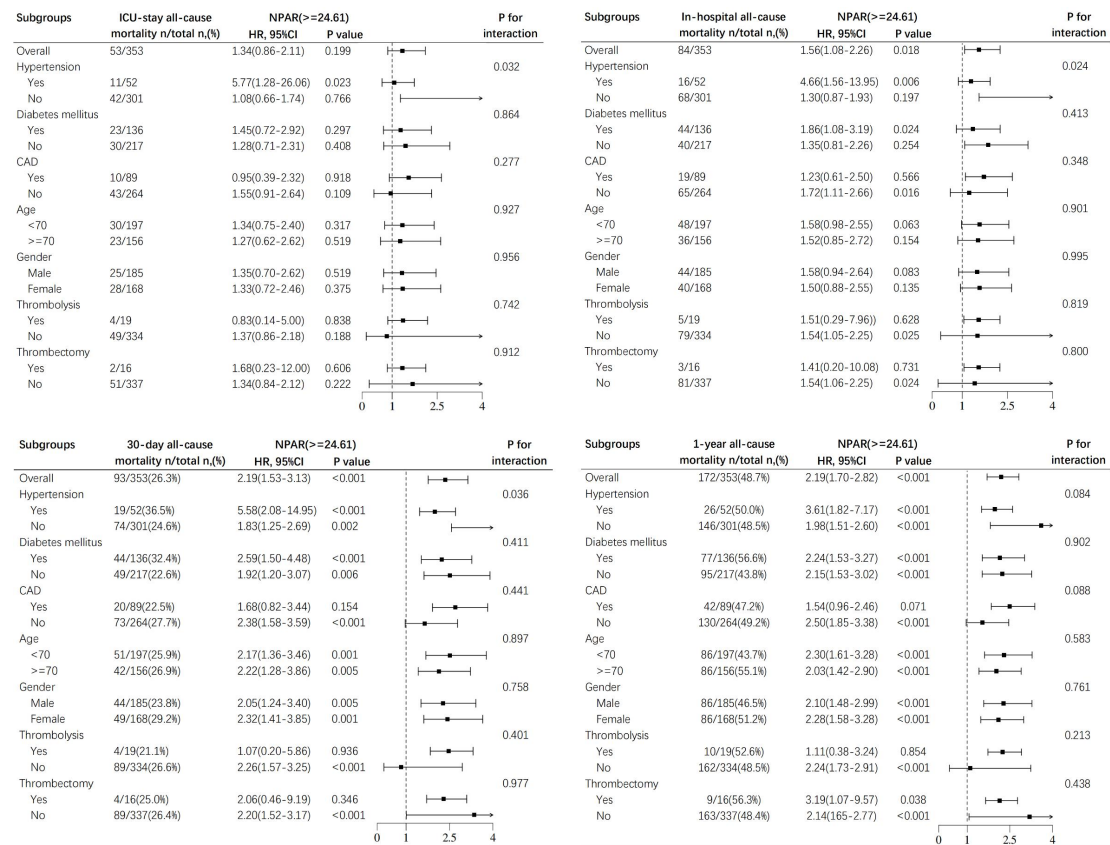 Subgroups ICU-stay all-cause NPAR(>=24.61) P for
mortality n/total n,(%) HR, 95%CI P value interaction
Overall 53/353 1.34(0.86-2.11) 0.199
Hypertension 0.032
Yes 11/52 5.77(1.28-26.06) 0.023
No 42/301 1.08(0.66-1.74) 0.766
Diabetes mellitus 0.864
Yes 23/136 1.45(0.72-2.92) 0.297
No 30/217 1.28(0.71-2.31) 0.408
CAD 0.277
Yes 10/89 0.95(0.39-2.32) 0.918
No 43/264 1.55(0.91-2.64) 0.109
Age 0.927
<70 30/197 1.34(0.75-2.40) 0.317
>=70 23/156 1.27(0.62-2.62) 0.519
Gender 0.956
Male 25/185 1.35(0.70-2.62) 0.519
Female 28/168 1.33(0.72-2.46) 0.375
Thrombolysis 0.742
Yes 4/19 0.83(0.14-5.00) 0.838
No 49/334 1.37(0.86-2.18) 0.188
Thrombectomy 0.912
Yes 2/16 1.68(0.23-12.00) 0.606
No 51/337 1.34(0.84-2.12) 0.222
0 1 2.5 4
Subgroups In-hospital all-cause NPAR(>=24.61) P for
mortality n/total n,(%) HR, 95%CI P value interaction
Overall 84/353 1.56(1.08-2.26) 0.018
Hypertension 0.024
Yes 16/52 4.66(1.56-13.95) 0.006
No 68/301 1.30(0.87-1.93) 0.197
Diabetes mellitus 0.413
Yes 44/136 1.86(1.08-3.19) 0.024
No 40/217 1.35(0.81-2.26) 0.254
CAD 0.348
Yes 19/89 1.23(0.61-2.50) 0.566
No 65/264 1.72(1.11-2.66) 0.016
Age 0.901
<70 48/197 1.58(0.98-2.55) 0.063
>=70 36/156 1.52(0.85-2.72) 0.154
Gender 0.995
Male 44/185 1.58(0.94-2.64) 0.083
Female 40/168 1.50(0.88-2.55) 0.135
Thrombolysis 0.819
Yes 5/19 1.51(0.29-7.96)) 0.628
No 79/334 1.54(1.05-2.25) 0.025
Thrombectomy 0.800
Yes 3/16 1.41(0.20-10.08) 0.731
No 81/337 1.54(1.06-2.25) 0.024
0 1 2.5 4
Subgroups 30-day all-cause NPAR(>=24.61) P for
mortality n/total n,(%) HR, 95%CI P value interaction
Overall 93/353(26.3%) 2.19(1.53-3.13) <0.001
Hypertension 0.036
Yes 19/52(36.5%) 5.58(2.08-14.95) <0.001
No 74/301(24.6%) 1.83(1.25-2.69) 0.002
Diabetes mellitus 0.411
Yes 44/136(32.4%) 2.59(1.50-4.48) <0.001
No 49/217(22.6%) 1.92(1.20-3.07) 0.006
CAD 0.441
Yes 20/89(22.5%) 1.68(0.82-3.44) 0.154
No 73/264(27.7%) 2.38(1.58-3.59) <0.001
Age 0.897
<70 51/197(25.9%) 2.17(1.36-3.46) 0.001
>=70 42/156(26.9%) 2.22(1.28-3.86) 0.005
Gender 0.758
Male 44/185(23.8%) 2.05(1.24-3.40) 0.005
Female 49/168(29.2%) 2.32(1.41-3.85) 0.001
Thrombolysis 0.401
Yes 4/19(21.1%) 1.07(0.20-5.86) 0.936
No 89/334(26.6%) 2.26(1.57-3.25) <0.001
Thrombectomy 0.977
Yes 4/16(25.0%) 2.06(0.46-9.19) 0.346
No 89/337(26.4%) 2.20(1.52-3.17) <0.001
0 1 2.5 4
Subgroups 1-year all-cause NPAR(>=24.61) P for
mortality n/total n,(%) HR, 95%CI P value interaction
Overall 172/353(48.7%) 2.19(1.70-2.82) <0.001
Hypertension 0.084
Yes 26/52(50.0%) 3.61(1.82-7.17) <0.001
No 146/301(48.5%) 1.98(1.51-2.60) <0.001
Diabetes mellitus 0.902
Yes 77/136(56.6%) 2.24(1.53-3.27) <0.001
No 95/217(43.8%) 2.15(1.53-3.02) <0.001
CAD 0.088
Yes 42/89(47.2%) 1.54(0.96-2.46) 0.071
No 130/264(49.2%) 2.50(1.85-3.38) <0.001
Age 0.583
<70 86/197(43.7%) 2.30(1.61-3.28) <0.001
>=70 86/156(55.1%) 2.03(1.42-2.90) <0.001
Gender 0.761
Male 86/185(46.5%) 2.10(1.48-2.99) <0.001
Female 86/168(51.2%) 2.28(1.58-3.28) <0.001
Thrombolysis 0.213
Yes 10/19(52.6%) 1.11(0.38-3.24) 0.854
No 162/334(48.5%) 2.24(1.73-2.91) <0.001
Thrombectomy 0.438
Yes 9/16(56.3%) 3.19(1.07-9.57) 0.038
No 163/337(48.4%) 2.14(165-2.77) <0.001
0 1 2.5 4